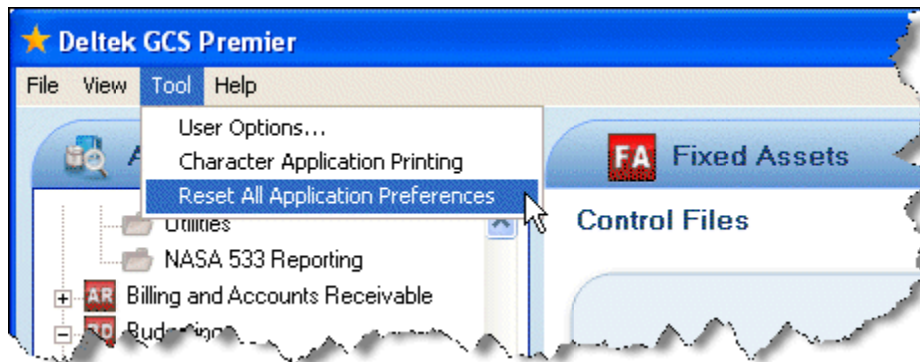 Deltek GCS Premier
File View Tool Help
User Options...
Character Application Printing
Reset All Application Preferences
A
FA Fixed Assets
Control Files
Utilities
NASA 533 Reporting
AR Billing and Accounts Receivable